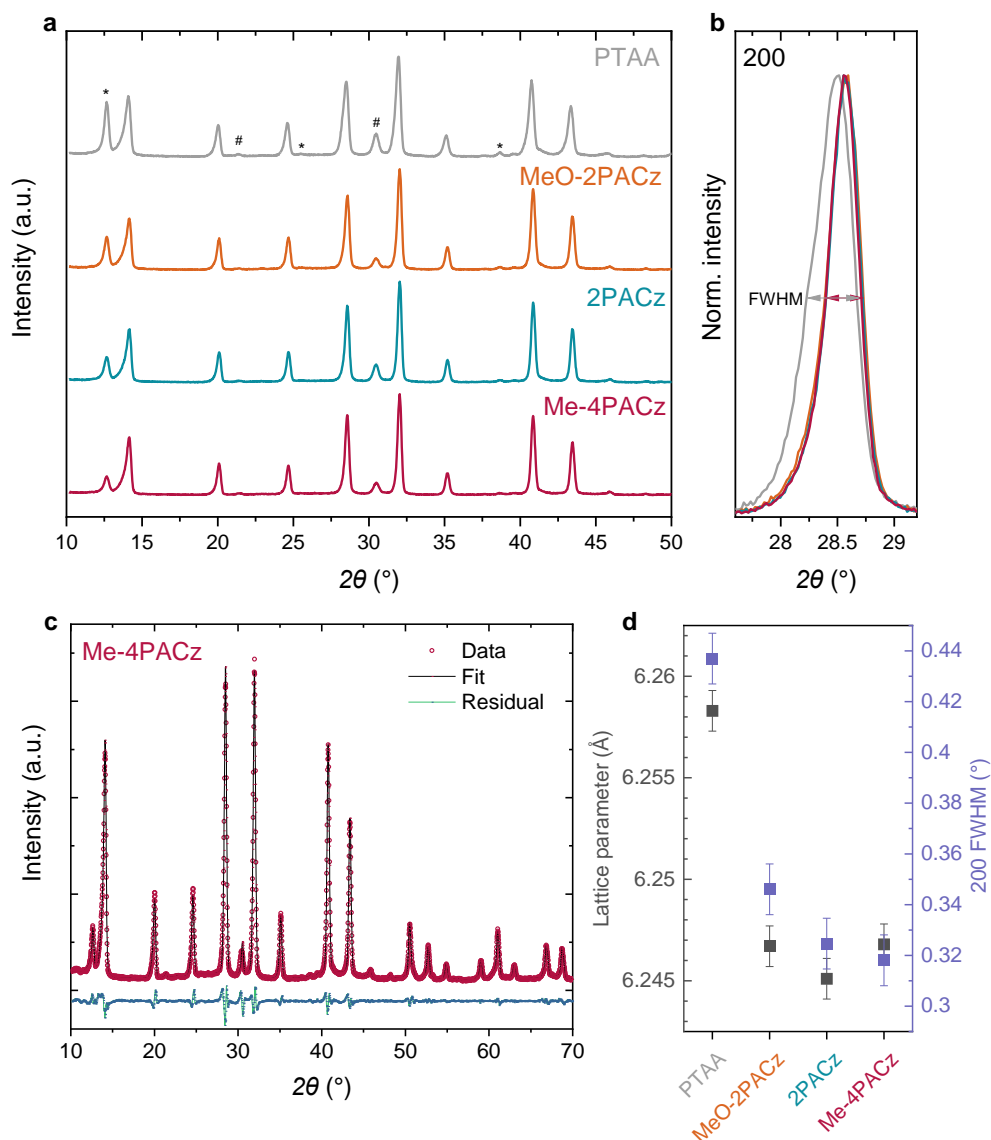 a
PTAA
*
#
*
#
*
MeO-2PACz
2PACz
Me-4PACz
Intensity (a.u.)
10 15 20 25 30 35 40 45 50
2θ (°)
b
200
FWHM
Norm. intensity
28 28.5 29
2θ (°)
c
Me-4PACz
Data
Fit
Residual
Intensity (a.u.)
10 20 30 40 50 60 70
2θ (°)
d
6.26
6.255
6.25
6.245
Lattice parameter (Å)
0.44
0.42
0.4
0.38
0.36
0.34
0.32
0.3
200 FWHM (°)
PTAA
MeO-2PACz
2PACz
Me-4PACz